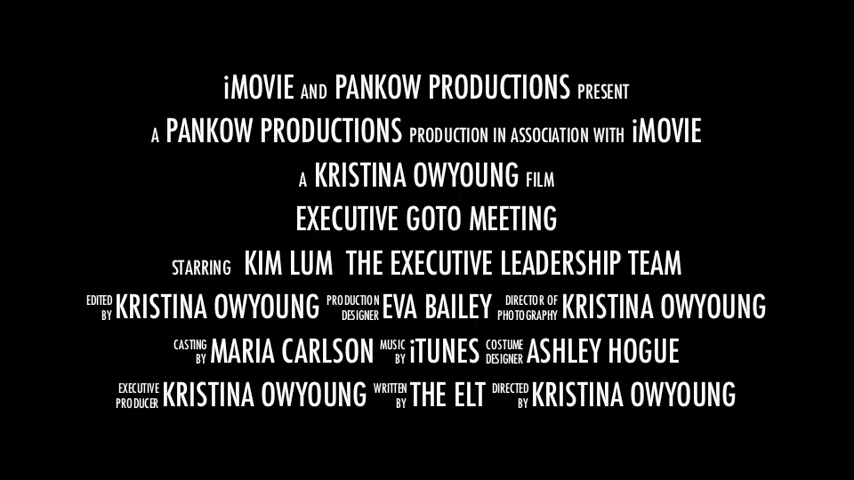 iMOVIE AND PANKOW PRODUCTIONS PRESENT
A PANKOW PRODUCTIONS PRODUCTION IN ASSOCIATION WITH iMOVIE
A KRISTINA OWYOUNG FILM
EXECUTIVE GOTO MEETING
STARRING KIM LUM THE EXECUTIVE LEADERSHIP TEAM
EDITED BY KRISTINA OWYOUNG PRODUCTION DESIGNER EVA BAILEY DIRECTOR OF PHOTOGRAPHY KRISTINA OWYOUNG
CASTING BY MARIA CARLSON MUSIC BY iTUNES COSTUME DESIGNER ASHLEY HOGUE
EXECUTIVE PRODUCER KRISTINA OWYOUNG WRITTEN BY THE ELT DIRECTED BY KRISTINA OWYOUNG